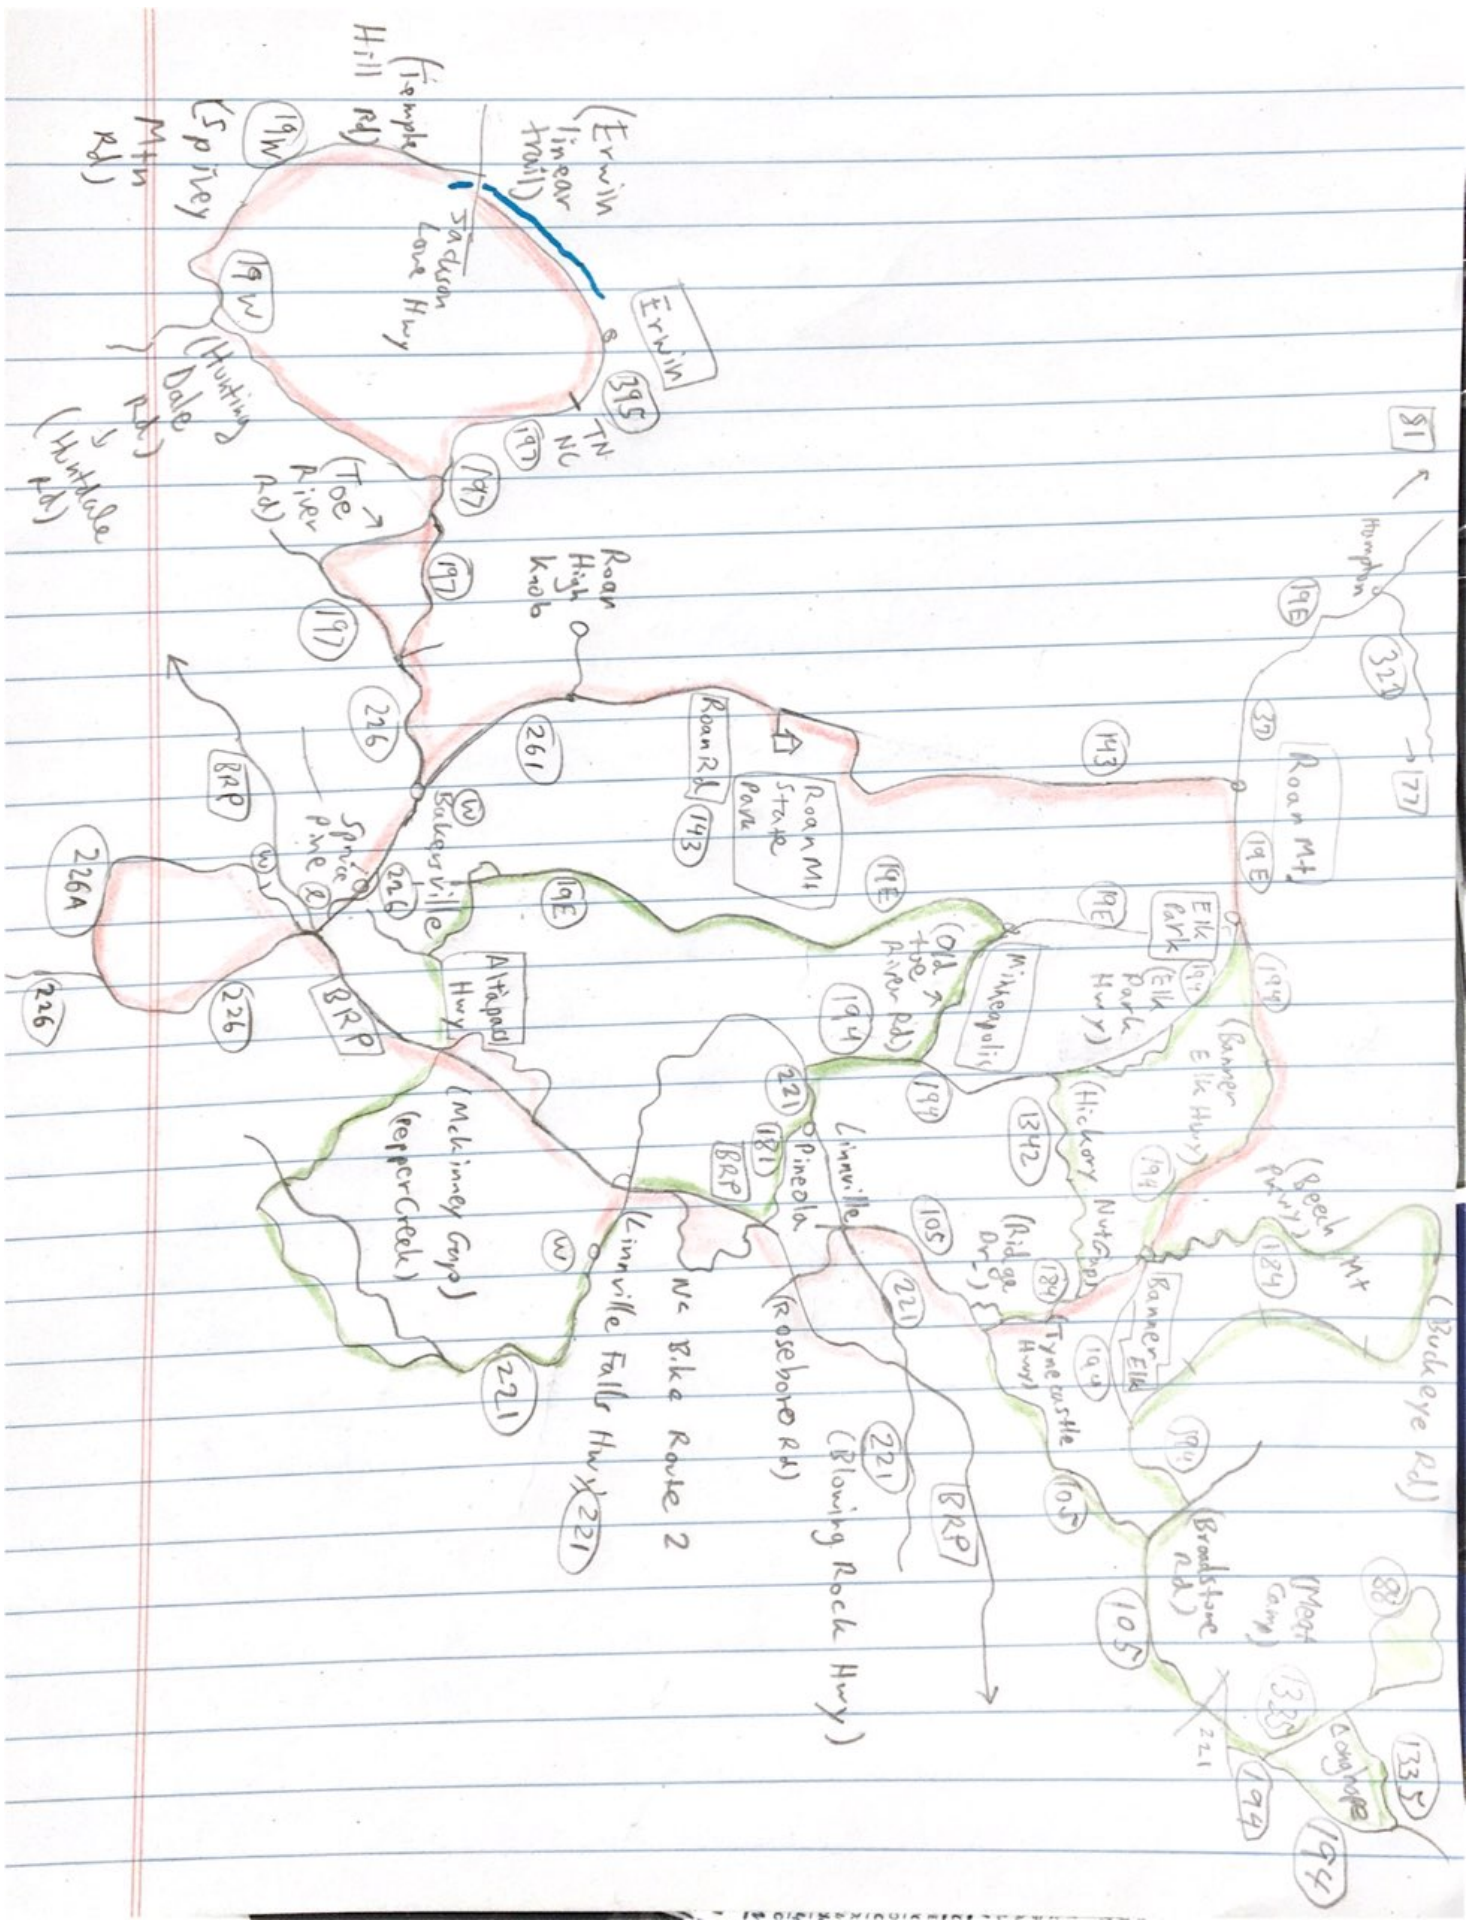 (Erwin
linear
trail)
(Temple
Hill Rd)
19W
(Spivey
Mtn
Rd)
Jackson
Love Hwy
Erwin
395
TN
NC
197
19W
(Hunting
Dale
Rd)
(Huntdale
Rd)
197
(Toe
River
Rd)
197
197
Roan
High
Knob
226
261
81
Hampton
19E
321
77
37
Roan Mt
143
19E
Roan Rd
143
Roan Mt
State
Park
BRP
W
Bakersville
Spruce
Pine
226
W
226A
226
226
BRP
19E
19E
19E
Elk
Park
194
(Elk
Park
Hwy)
194
(Banner
Elk Hwy)
Minneapolis
(Old
Toe
River Rd)
194
194
Altapass
Hwy
221
Pineola
181
BRP
Linnville
1342
(Hickory
Nut Gap)
194
(Beech
Mt
Pkwy)
184
(Buckeye Rd)
Banner
Elk
194
194
184
(Tynecastle
Hwy)
(Ridge
Dr)
105
221
105
(Broadstone
Rd)
105
(Meat
Camp)
88
1335
Longhope
1335
194
194
221
(McKinney Gap)
(Pepper Creek)
W
(Linnville Falls Hwy) 221
221
NC Bike Route 2
(Roseboro Rd)
221
(Blowing Rock Hwy)
BRP